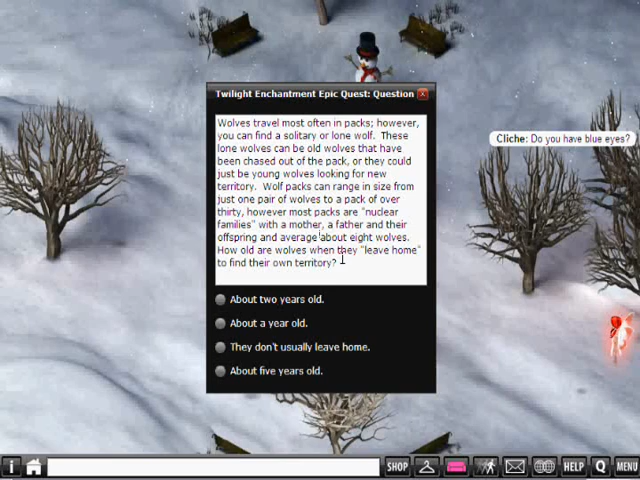 Twilight Enchantment Epic Quest: Question
Wolves travel most often in packs; however,
you can find a solitary or lone wolf. These
lone wolves can be old wolves that have
been chased out of the pack, or they could
just be young wolves looking for new
territory. Wolf packs can range in size from
just one pair of wolves to a pack of over
thirty, however most packs are "nuclear
families" with a mother, a father and their
offspring and average about eight wolves.
How old are wolves when they "leave home"
to find their own territory?
Cliche: Do you have blue eyes?
About two years old.
About a year old.
They don't usually leave home.
About five years old.
i
SHOP
HELP
Q
MENU